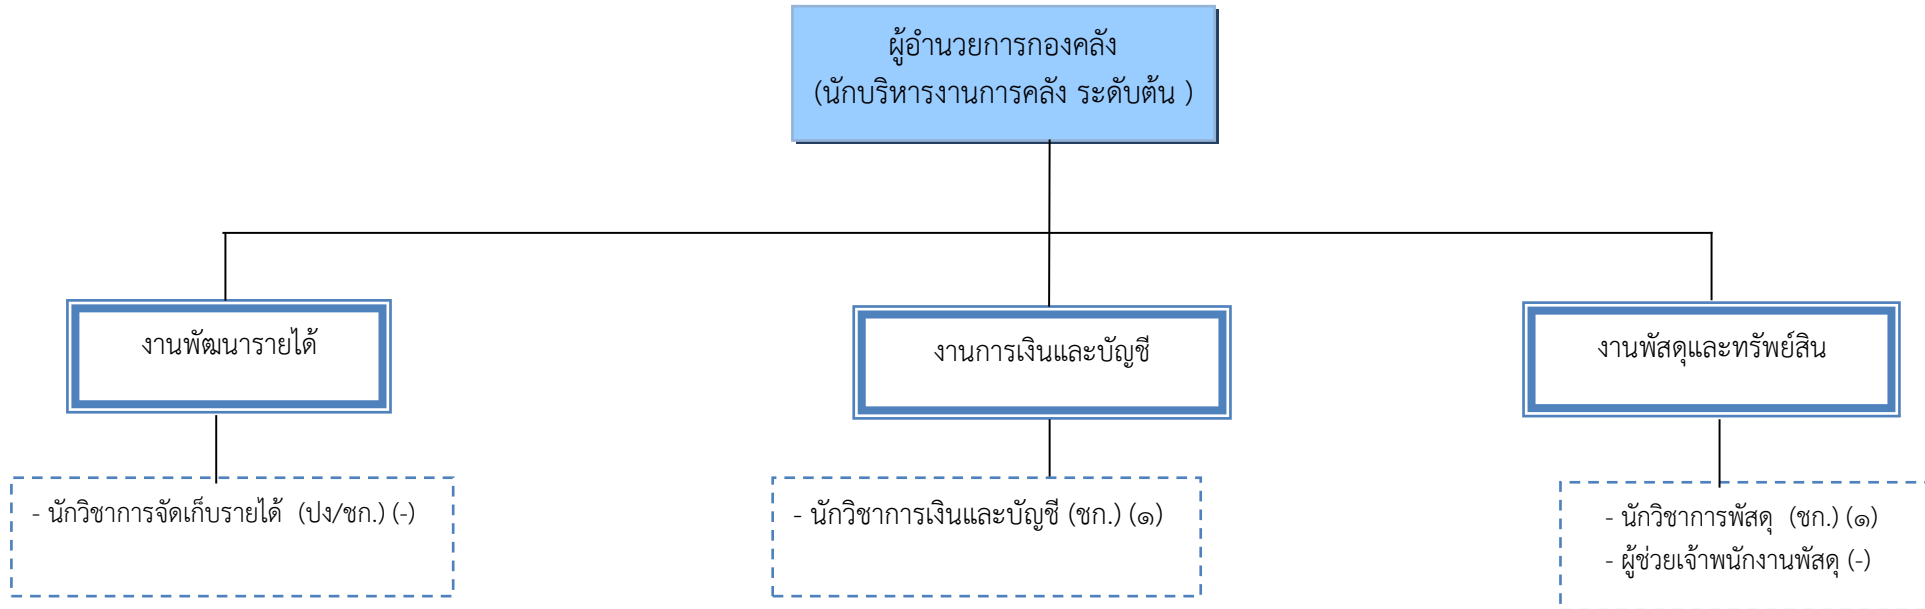 ผู้อำนวยการกองคลัง
(นักบริหารงานการคลัง ระดับต้น )
งานพัฒนารายได้
งานการเงินและบัญชี
งานพัสดุและทรัพย์สิน
- นักวิชาการจัดเก็บรายได้ (ปง/ชก.) (-)
- นักวิชาการเงินและบัญชี (ชก.) (๑)
- นักวิชาการพัสดุ (ชก.) (๑)
- ผู้ช่วยเจ้าพนักงานพัสดุ (-)